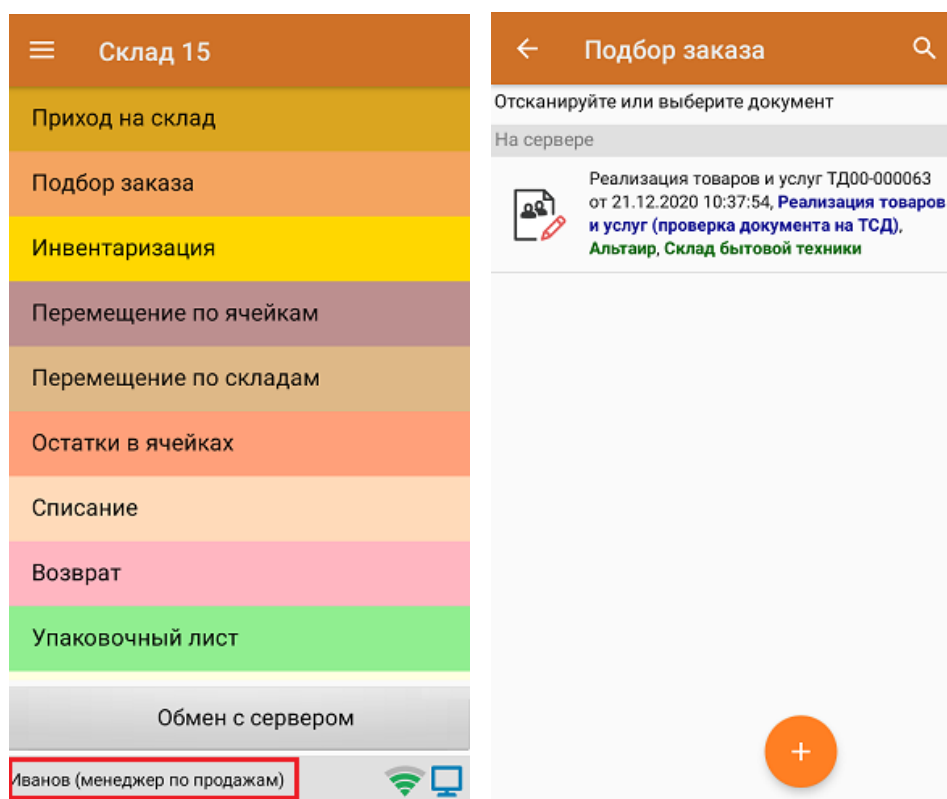 Склад 15
Приход на склад
Подбор заказа
Инвентаризация
Перемещение по ячейкам
Перемещение по складам
Остатки в ячейках
Списание
Возврат
Упаковочный лист
Обмен с сервером
Иванов (менеджер по продажам)
Подбор заказа
Отсканируйте или выберите документ
На сервере
Реализация товаров и услуг ТД00-000063
от 21.12.2020 10:37:54, Реализация товаров
и услуг (проверка документа на ТСД),
Альтаир, Склад бытовой техники
+